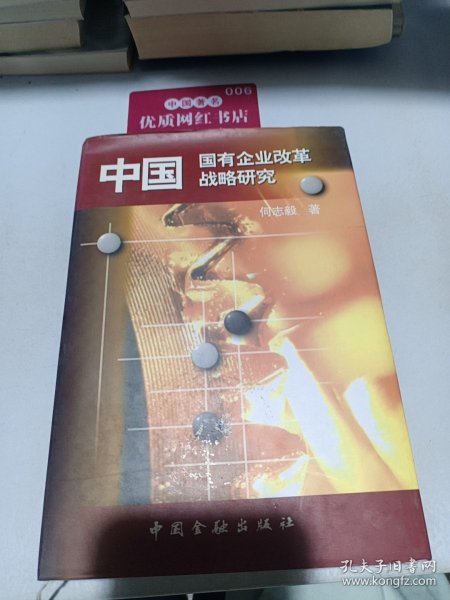 006
中国著者
优质网红书店
中国
国有企业改革
战略研究
何志毅 著
中国金融出版社
孔夫子旧书网
www.kongfz.com